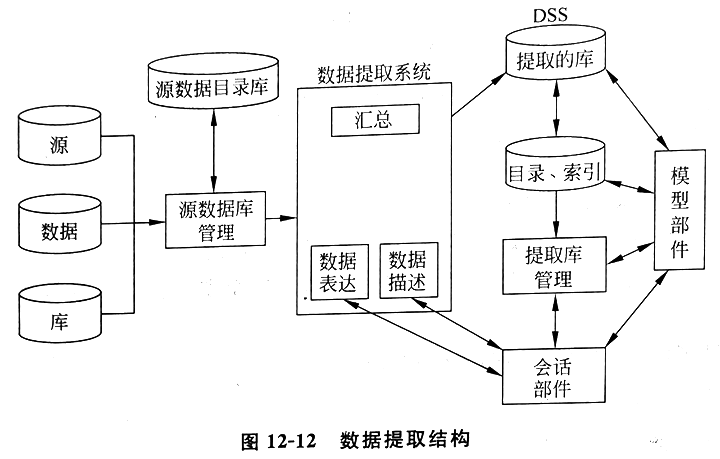 DSS
提取的库
数据提取系统
源数据目录库
汇总
源
目录、索引
模型部件
数据
源数据库
管理
提取库
管理
数据
表达
数据
描述
库
会话
部件
图 12-12 数据提取结构